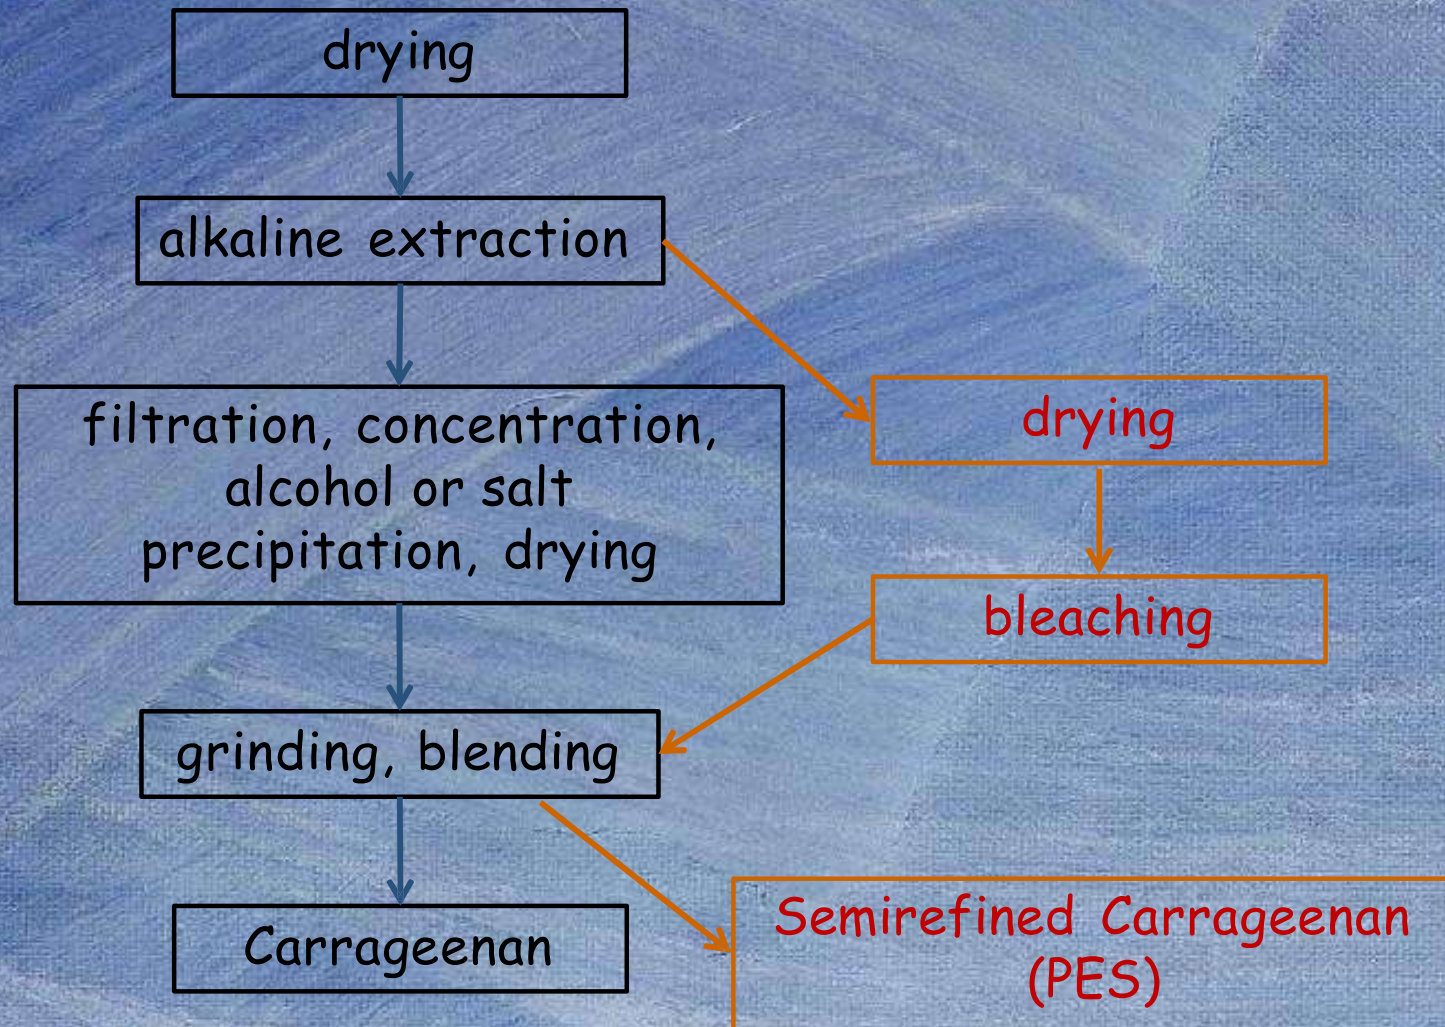 drying
alkaline extraction
filtration, concentration,
alcohol or salt
precipitation, drying
drying
bleaching
grinding, blending
Carrageenan
Semirefined Carrageenan
(PES)